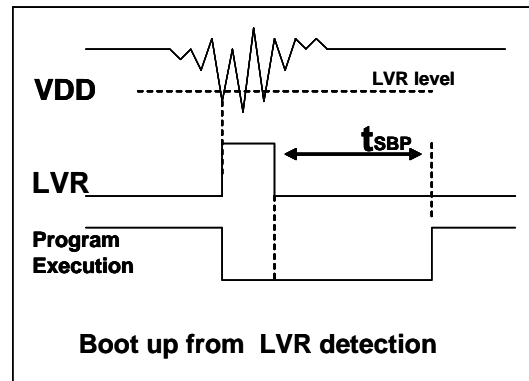 LVR level
VDD
tSBP
LVR
Program
Execution
Boot up from LVR detection